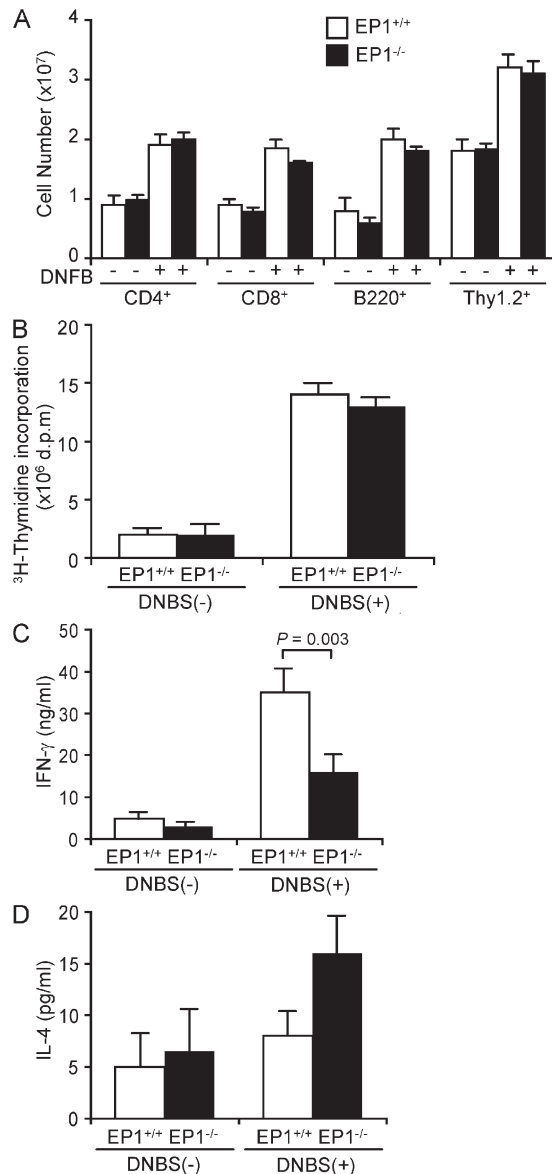 A
EP1+/+
EP1-/-
Cell Number (x10⁷)
4
3
2
1
0
DNFB - - + + - - + + - - + + - - + +
CD4+ CD8+ B220+ Thy1.2+
B
³H-Thymidine incorporation
(x10⁶ d.p.m)
20
15
10
5
0
EP1+/+ EP1-/- EP1+/+ EP1-/-
DNBS(-) DNBS(+)
C
IFN-γ (ng/ml)
50
40
30
20
10
0
P = 0.003
EP1+/+ EP1-/- EP1+/+ EP1-/-
DNBS(-) DNBS(+)
D
IL-4 (pg/ml)
20
15
10
5
0
EP1+/+ EP1-/- EP1+/+ EP1-/-
DNBS(-) DNBS(+)